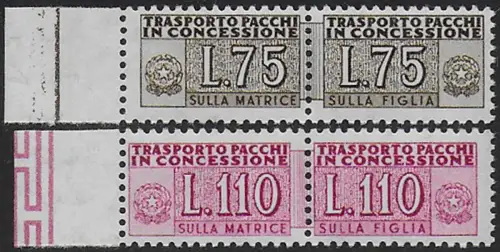 TRASPORTO PACCHI TRASPORTO PACCHI
IN CONCESSIONE IN CONCESSIONE
L.75 L.75
SULLA MATRICE SULLA FIGLIA
TRASPORTO PACCHI TRASPORTO PACCHI
IN CONCESSIONE IN CONCESSIONE
L.110 L.110
SULLA MATRICE SULLA FIGLIA